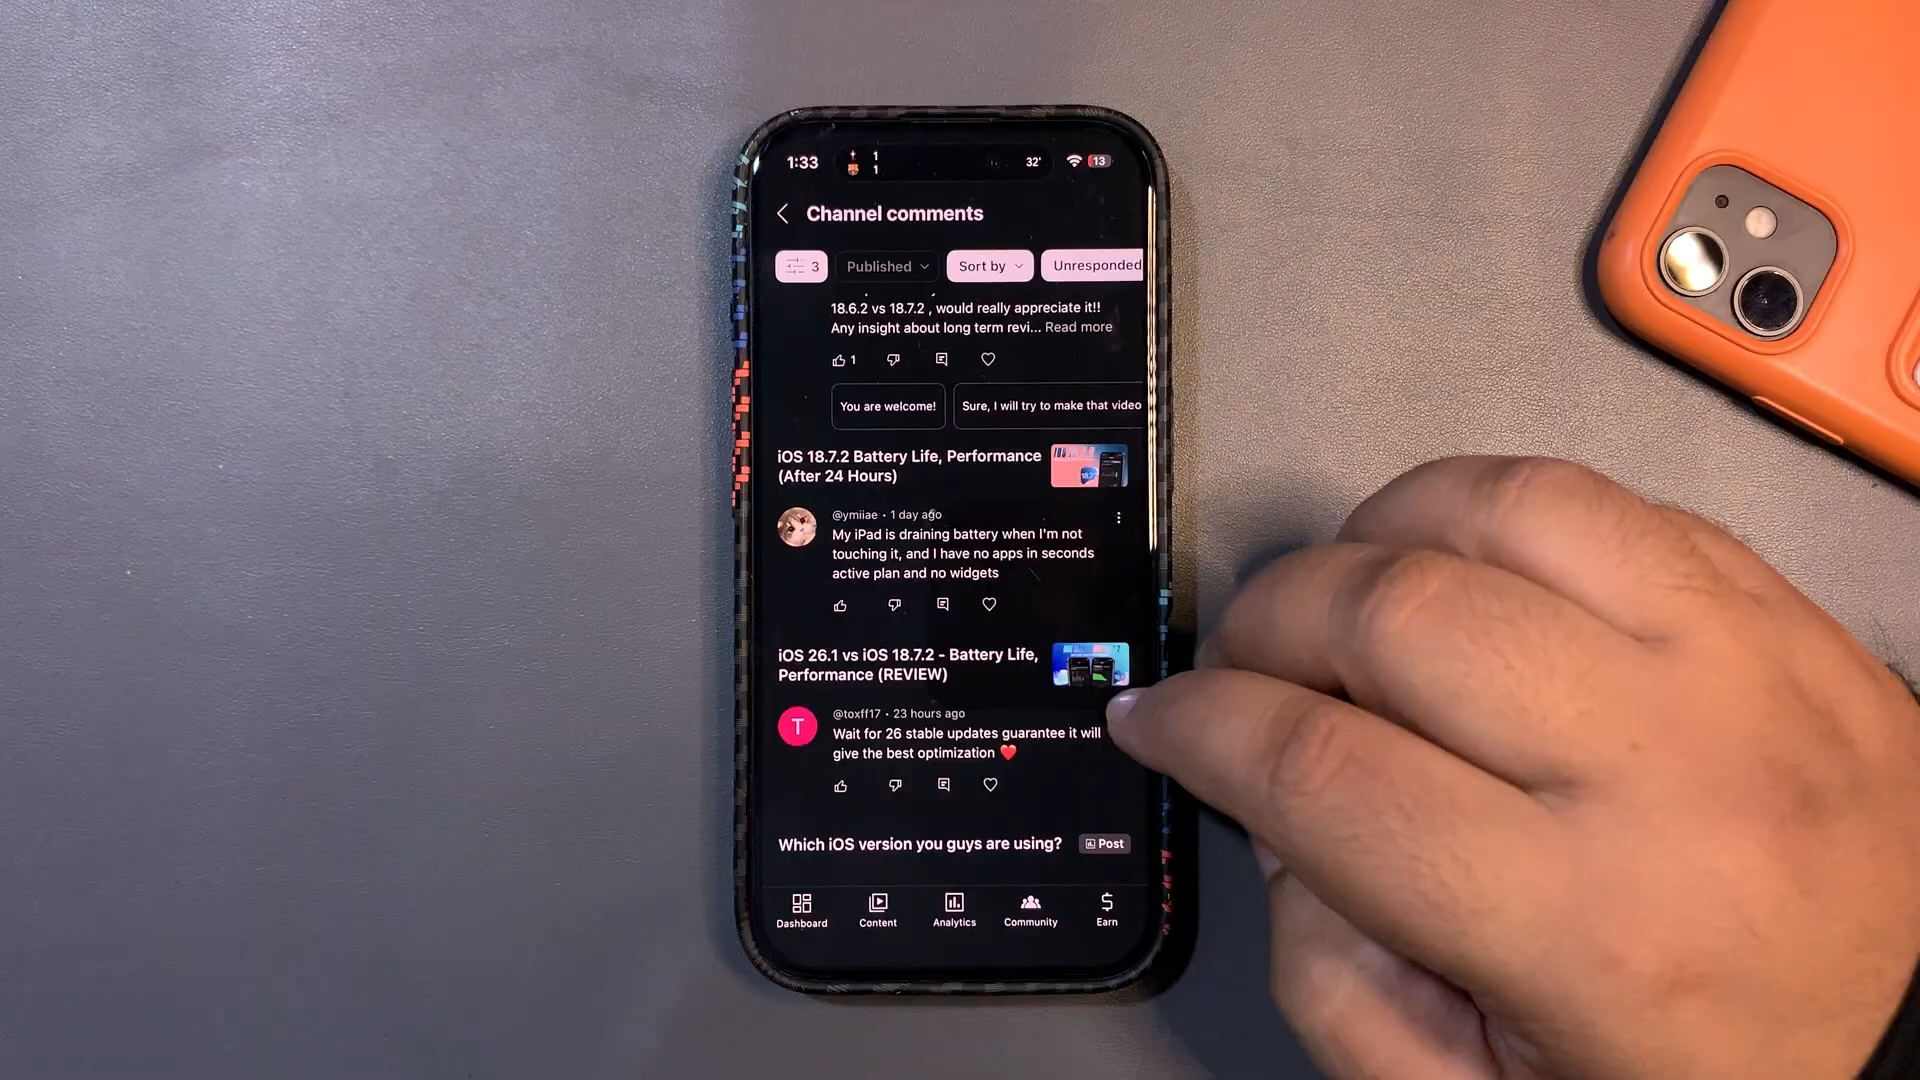 1:33
1
1
32'
13
Channel comments
3
Published
Sort by
Unresponded
18.6.2 vs 18.7.2 , would really appreciate it!!
Any insight about long term revi... Read more
1
You are welcome!
Sure, I will try to make that video
iOS 18.7.2 Battery Life, Performance
(After 24 Hours)
@ymiiae • 1 day ago
My iPad is draining battery when I'm not
touching it, and I have no apps in seconds
active plan and no widgets
iOS 26.1 vs iOS 18.7.2 - Battery Life,
Performance (REVIEW)
T
@toxff17 • 23 hours ago
Wait for 26 stable updates guarantee it will
give the best optimization ❤️
Which iOS version you guys are using?
Post
Dashboard
Content
Analytics
Community
Earn